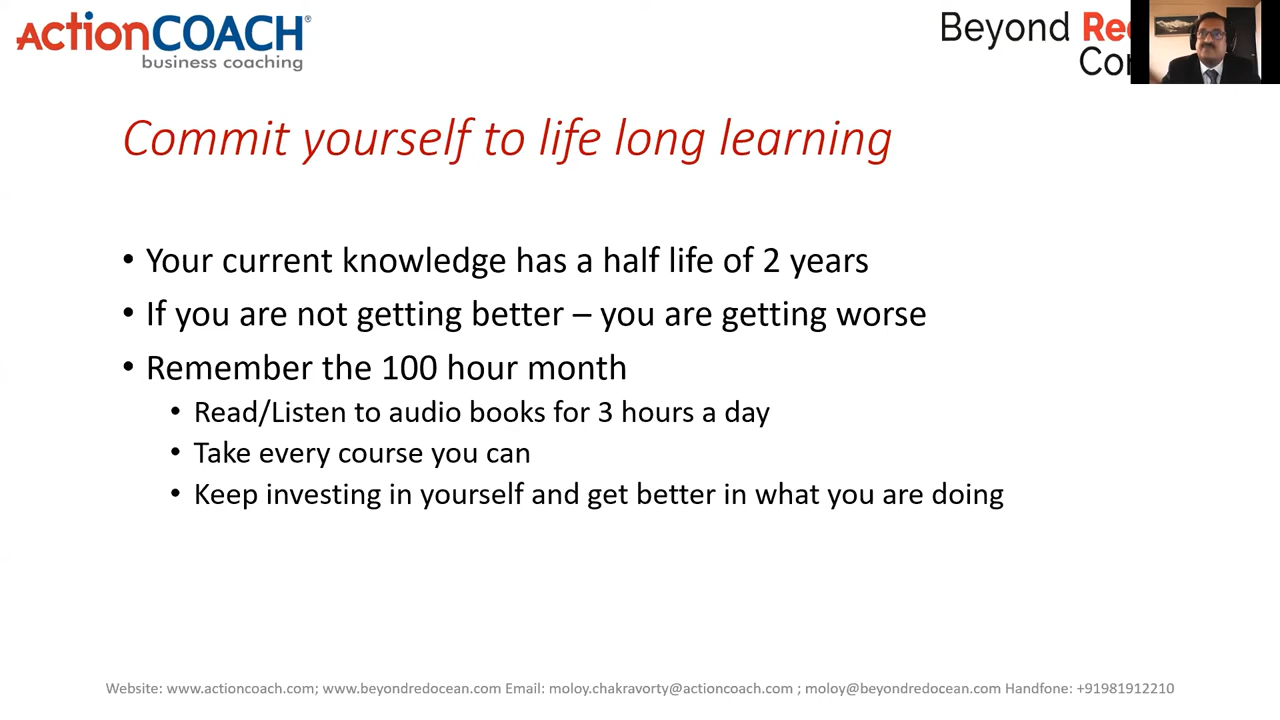 ActionCOACH®
business coaching
Beyond Re
Co
Commit yourself to life long learning
• Your current knowledge has a half life of 2 years
• If you are not getting better – you are getting worse
• Remember the 100 hour month
• Read/Listen to audio books for 3 hours a day
• Take every course you can
• Keep investing in yourself and get better in what you are doing
Website: www.actioncoach.com; www.beyondredocean.com Email: moloy.chakravorty@actioncoach.com ; moloy@beyondredocean.com Handfone: +91981912210